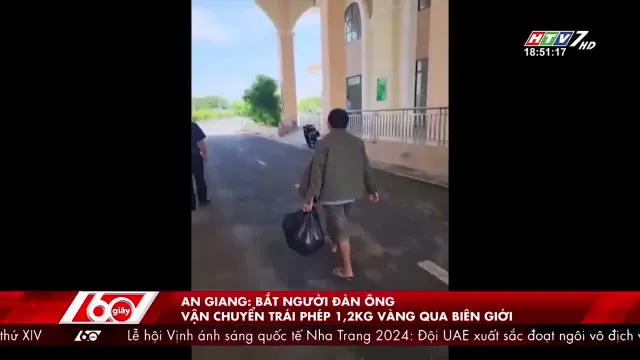 HTV7 HD
18:51:17
60 giây
AN GIANG: BẮT NGƯỜI ĐÀN ÔNG
VẬN CHUYỂN TRÁI PHÉP 1,2KG VÀNG QUA BIÊN GIỚI
thứ XIV 60 Lễ hội Vịnh ánh sáng quốc tế Nha Trang 2024: Đội UAE xuất sắc đoạt ngôi vô địch